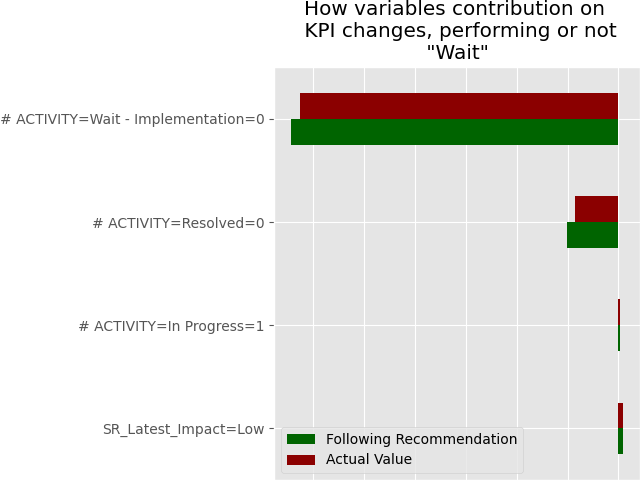 How variables contribution on
KPI changes, performing or not
"Wait"
# ACTIVITY=Wait - Implementation=0
# ACTIVITY=Resolved=0
# ACTIVITY=In Progress=1
SR_Latest_Impact=Low
Following Recommendation
Actual Value